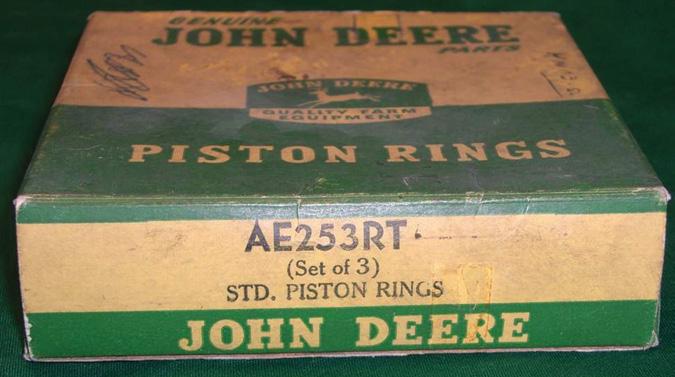 GENUINE
JOHN DEERE
PARTS
JOHN DEERE
QUALITY FARM
EQUIPMENT
PISTON RINGS
AE253RT
(Set of 3)
STD. PISTON RINGS
JOHN DEERE